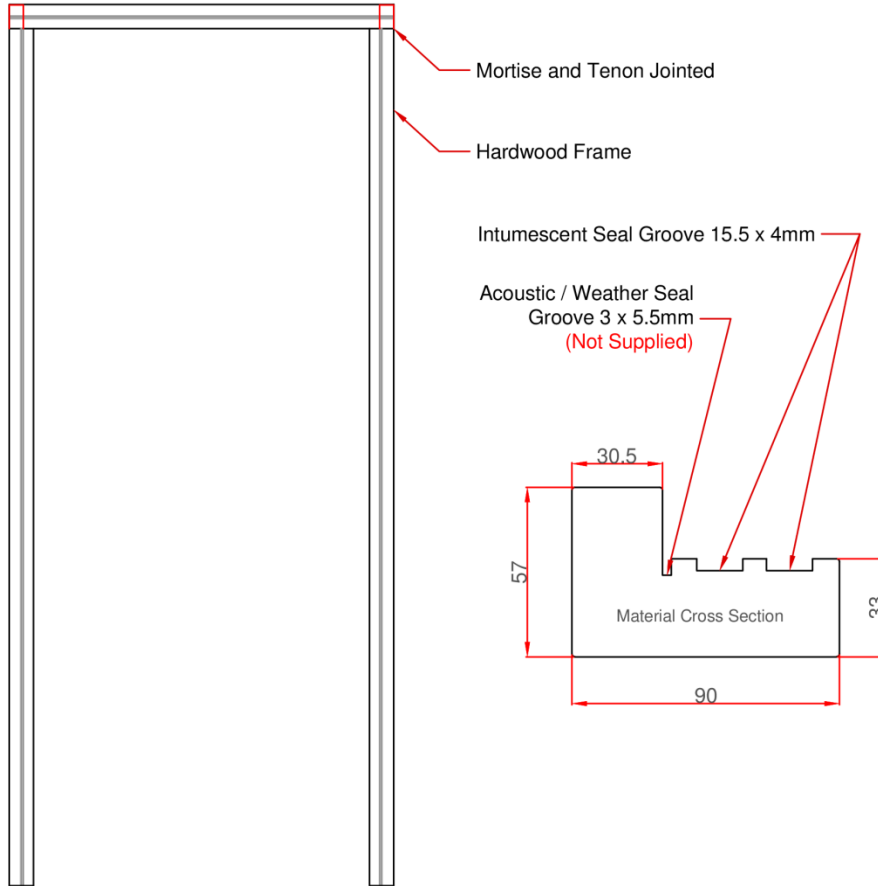 Mortise and Tenon Jointed
Hardwood Frame
Intumescent Seal Groove 15.5 x 4mm
Acoustic / Weather Seal
Groove 3 x 5.5mm
(Not Supplied)
30.5
57
33
Material Cross Section
90